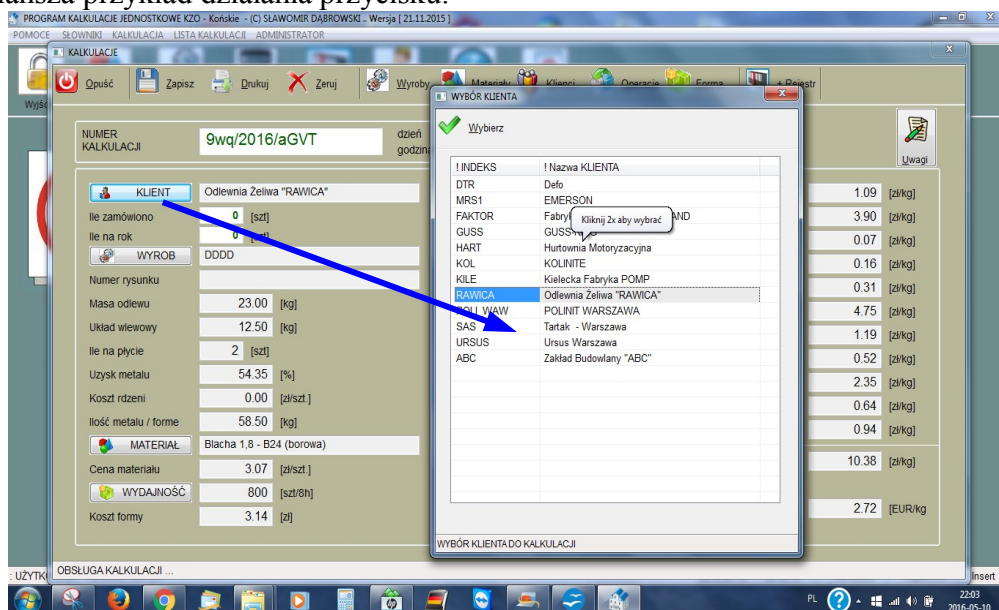 przykład działania przycisku.
PROGRAM KALKULACJE JEDNOSTKOWE KZO - Końskie - (C) SŁAWOMIR DĄBROWSKI .. Wersja [ 21.11.2015 ]
POMOCE SŁOWNIKI KALKULACJA LISTA KALKULACJI ADMINISTRATOR
KALKULACJE
Opuść Zapisz Drukuj Zeruj Wyroby Materiały Klienci Operacje Forma + Rejestr
WYBÓR KLIENTA
Wybierz
NUMER KALKULACJI
9wq/2016/aGVT
dzień
Uwagi
! INDEKS ! Nazwa KLIENTA
DTR Defo
MRS1 EMERSON
FAKTOR
Kliknij 2x aby wybrać
GUSS
HART Hurtownia Motoryzacyjna
KOL KOLINITE
KILE Kielecka Fabryka POMP
RAWICA Odlewnia Żeliwa "RAWICA"
WAW POLINIT WARSZAWA
SAS Tartak - Warszawa
URSUS Ursus Warszawa
ABC Zakład Budowlany "ABC"
WYBÓR KLIENTA DO KALKULACJI
KLIENT Odlewnia Żeliwa "RAWICA"
Ile zamówiono 0 [szt]
Ile na rok 0
WYROB DDDD
Numer rysunku
Masa odlewu 23.00 [kg]
Układ wlewowy 12.50 [kg]
Ile na płycie 2 [szt]
Uzysk metalu 54.35 [%]
Koszt rdzeni 0.00 [zł/szt.]
Ilość metalu / forme 58.50 [kg]
MATERIAŁ Blacha 1,8 - B24 (borowa)
Cena materiału 3.07 [zł/szt.]
WYDAJNOŚĆ 800 [szt/8h]
Koszt formy 3.14 [zł]
1.09 [zł/kg]
3.90 [zł/kg]
0.07 [zł/kg]
0.16 [zł/kg]
0.31 [zł/kg]
4.75 [zł/kg]
1.19 [zł/kg]
0.52 [zł/kg]
2.35 [zł/kg]
0.64 [zł/kg]
0.94 [zł/kg]
10.38 [zł/kg]
2.72 [EUR/kg
OBSŁUGA KALKULACJI ...
Insert
PL
22:03
2016-05-10